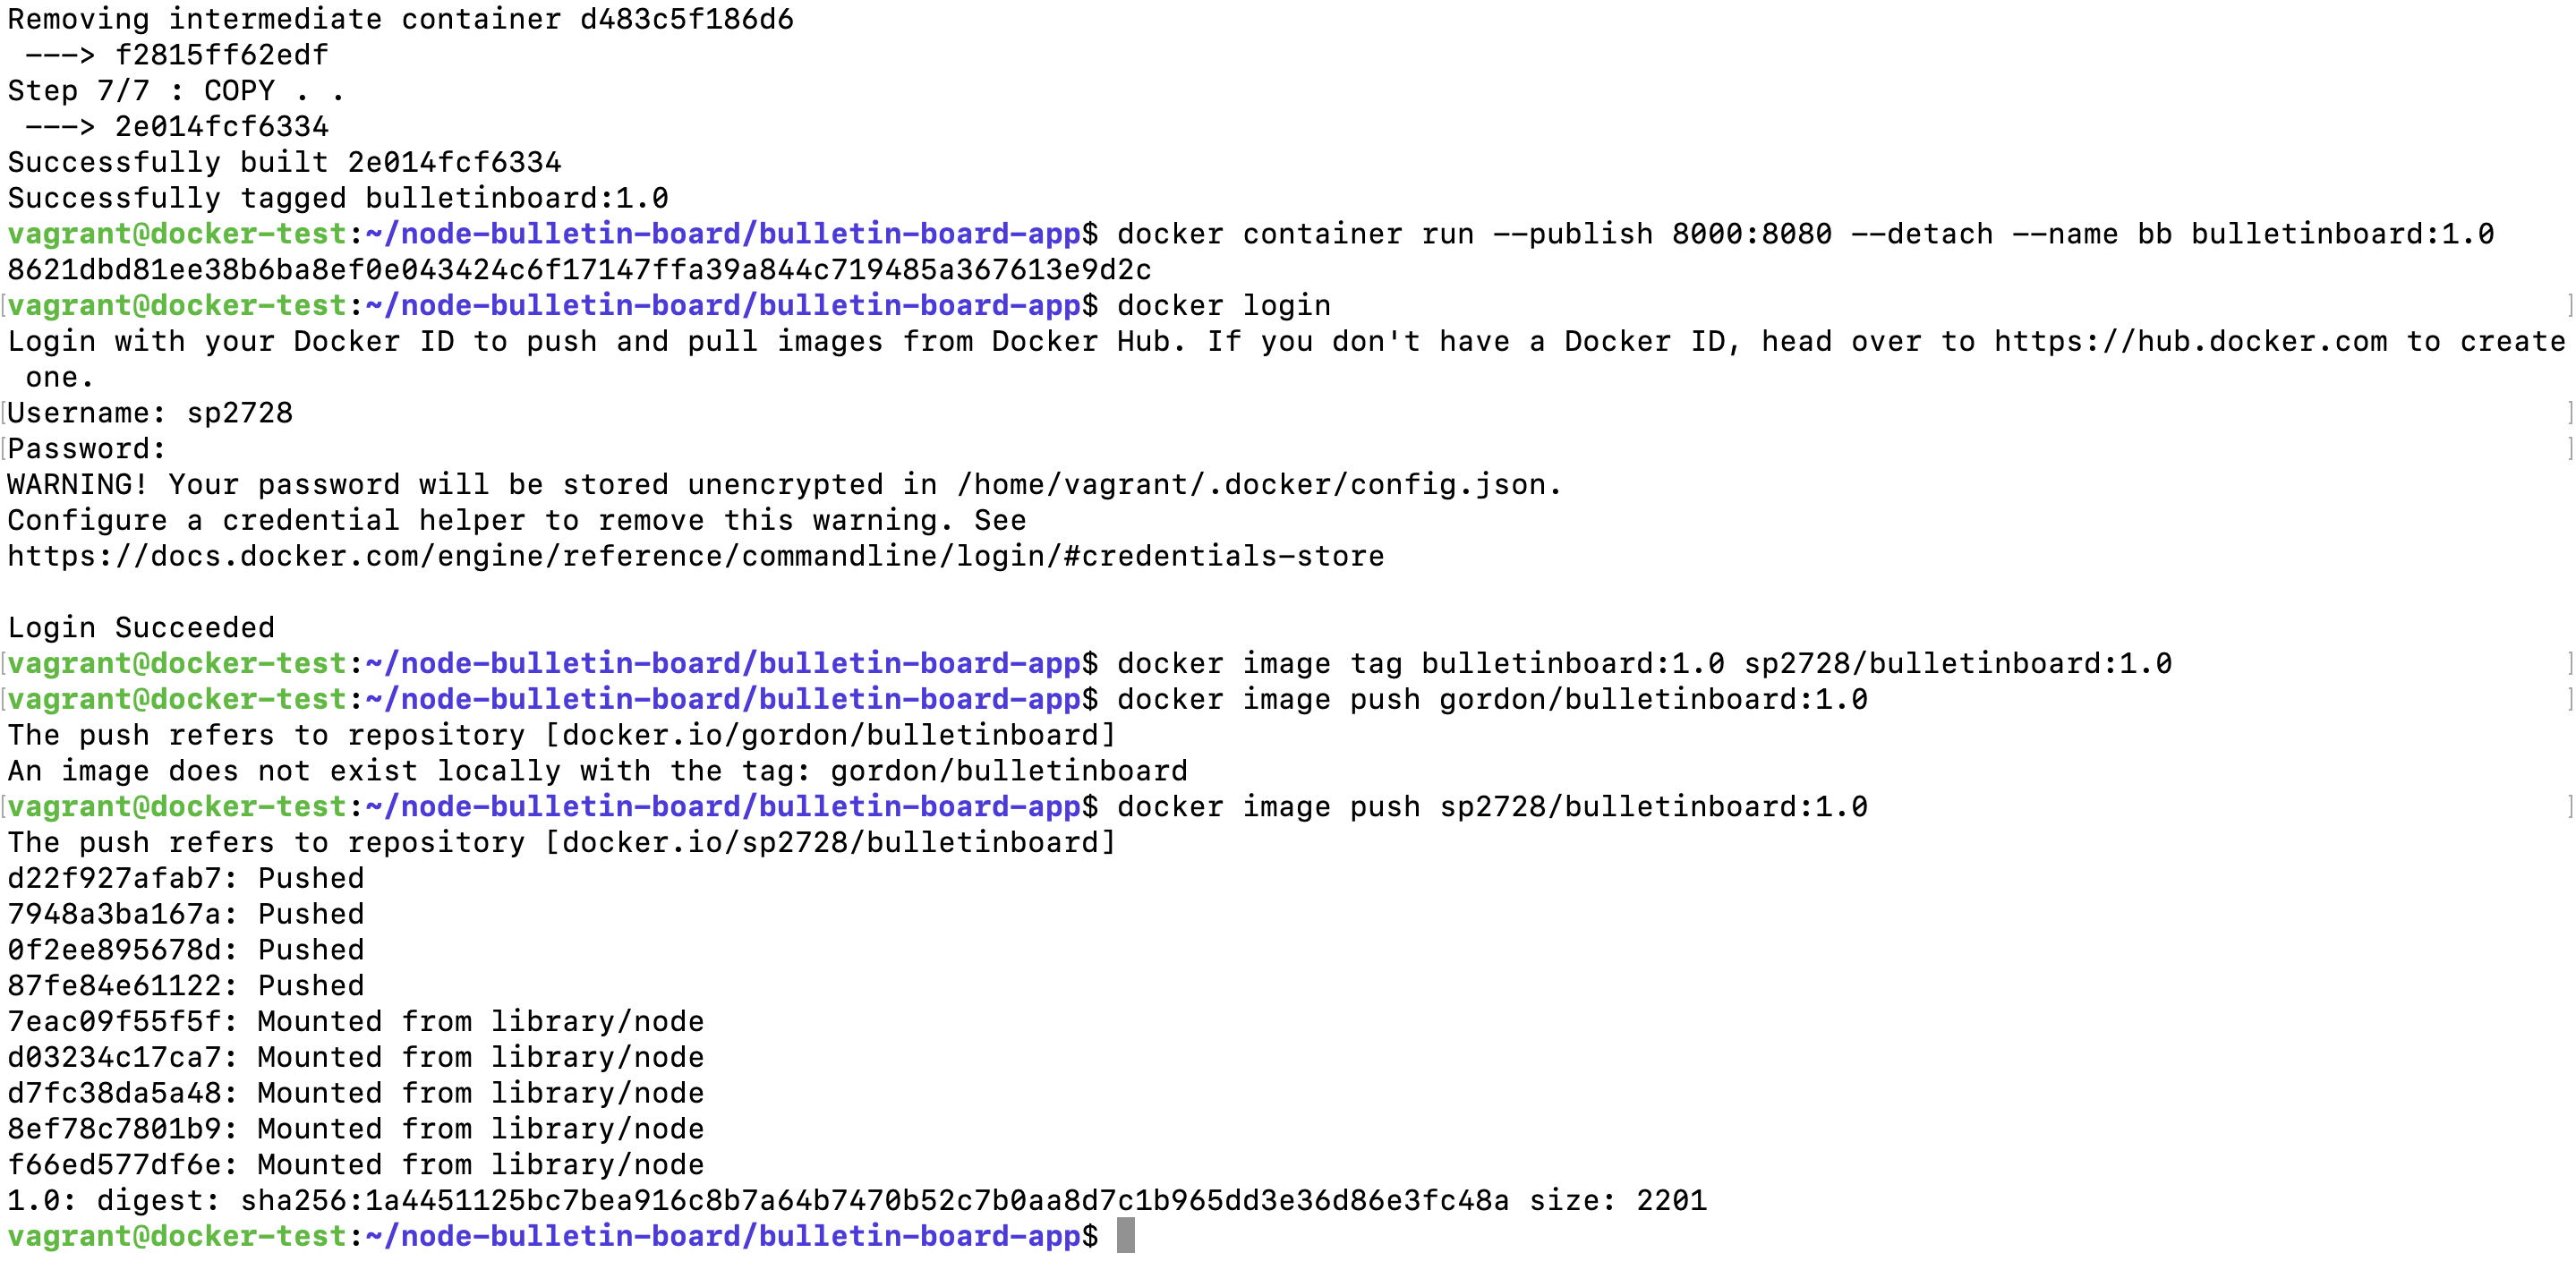 Removing intermediate container d483c5f186d6
 ---> f2815ff62edf
Step 7/7 : COPY . .
 ---> 2e014fcf6334
Successfully built 2e014fcf6334
Successfully tagged bulletinboard:1.0
vagrant@docker-test:~/node-bulletin-board/bulletin-board-app$ docker container run --publish 8000:8080 --detach --name bb bulletinboard:1.0
8621dbd81ee38b6ba8ef0e043424c6f17147ffa39a844c719485a367613e9d2c
[vagrant@docker-test:~/node-bulletin-board/bulletin-board-app$ docker login ]
Login with your Docker ID to push and pull images from Docker Hub. If you don't have a Docker ID, head over to https://hub.docker.com to create
 one.
[Username: sp2728 ]
[Password: ]
WARNING! Your password will be stored unencrypted in /home/vagrant/.docker/config.json.
Configure a credential helper to remove this warning. See
https://docs.docker.com/engine/reference/commandline/login/#credentials-store

Login Succeeded
[vagrant@docker-test:~/node-bulletin-board/bulletin-board-app$ docker image tag bulletinboard:1.0 sp2728/bulletinboard:1.0 ]
[vagrant@docker-test:~/node-bulletin-board/bulletin-board-app$ docker image push gordon/bulletinboard:1.0 ]
The push refers to repository [docker.io/gordon/bulletinboard]
An image does not exist locally with the tag: gordon/bulletinboard
[vagrant@docker-test:~/node-bulletin-board/bulletin-board-app$ docker image push sp2728/bulletinboard:1.0 ]
The push refers to repository [docker.io/sp2728/bulletinboard]
d22f927afab7: Pushed
7948a3ba167a: Pushed
0f2ee895678d: Pushed
87fe84e61122: Pushed
7eac09f55f5f: Mounted from library/node
d03234c17ca7: Mounted from library/node
d7fc38da5a48: Mounted from library/node
8ef78c7801b9: Mounted from library/node
f66ed577df6e: Mounted from library/node
1.0: digest: sha256:1a4451125bc7bea916c8b7a64b7470b52c7b0aa8d7c1b965dd3e36d86e3fc48a size: 2201
vagrant@docker-test:~/node-bulletin-board/bulletin-board-app$